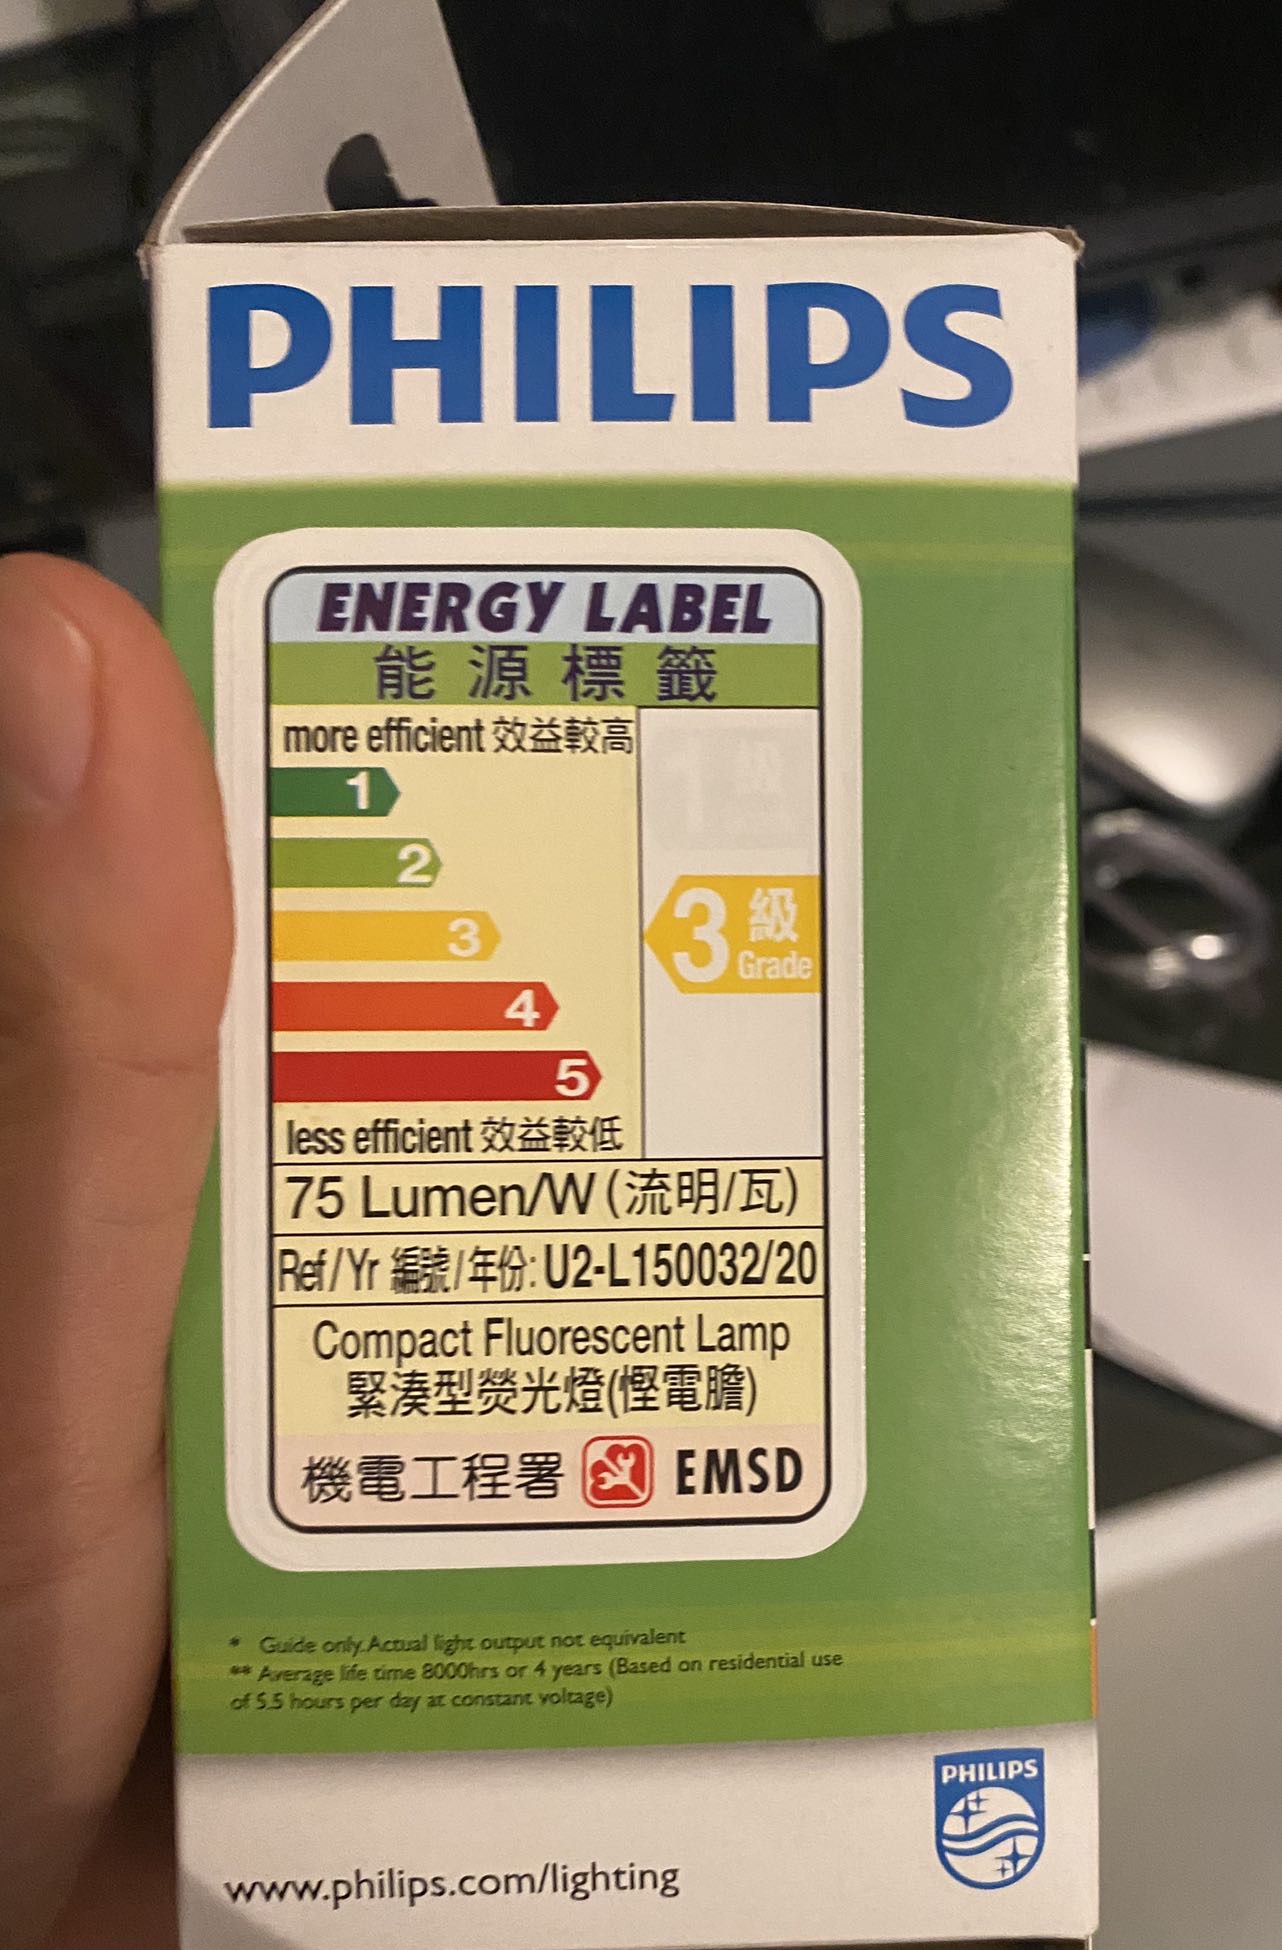 PHILIPS
ENERGY LABEL
能源標籤
more efficient 效益較高
1
2
3
3 級
Grade
4
5
less efficient 效益較低
75 Lumen/W (流明/瓦)
Ref/Yr 編號/年份: U2-L150032/20
Compact Fluorescent Lamp
緊湊型熒光燈(慳電膽)
機電工程署 EMSD
* Guide only. Actual light output not equivalent
** Average life time 8000hrs or 4 years (Based on residential use
of 5.5 hours per day at constant voltage)
PHILIPS
www.philips.com/lighting